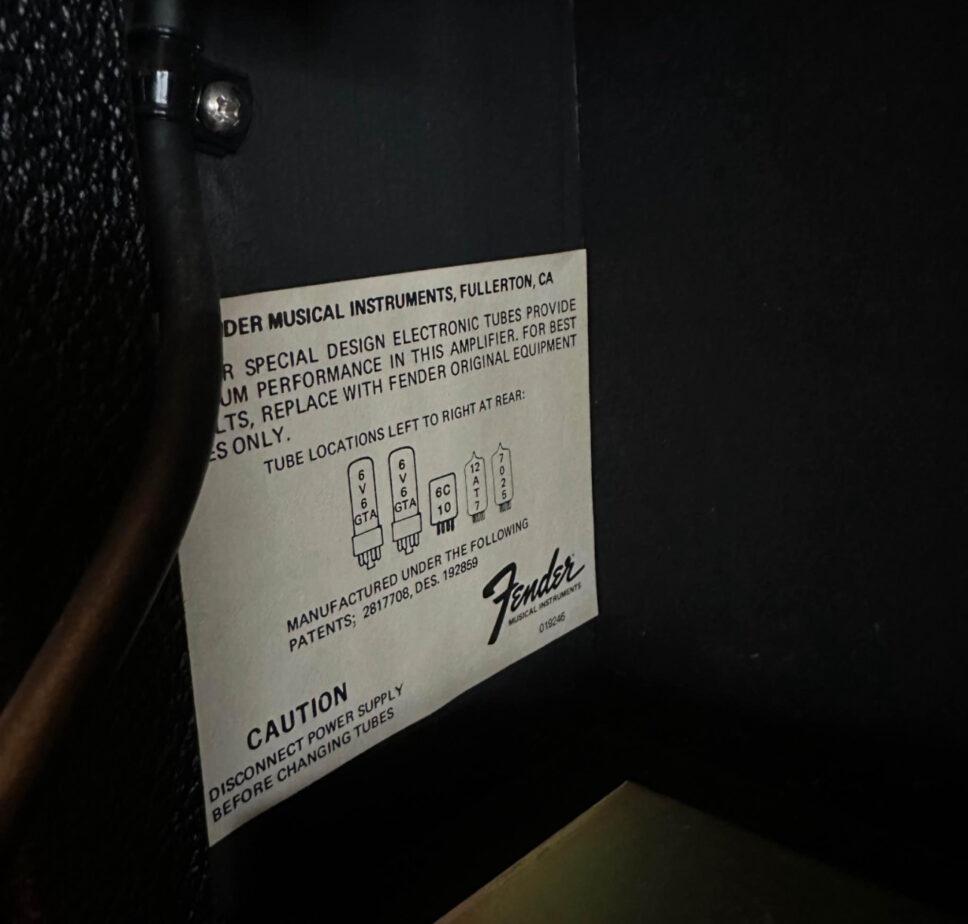 DER MUSICAL INSTRUMENTS, FULLERTON, CA
R SPECIAL DESIGN ELECTRONIC TUBES PROVIDE
UM PERFORMANCE IN THIS AMPLIFIER. FOR BEST
LTS, REPLACE WITH FENDER ORIGINAL EQUIPMENT
ES ONLY.
TUBE LOCATIONS LEFT TO RIGHT AT REAR:
6V6GTA 6V6GTA 6C10 12AT7 7025
MANUFACTURED UNDER THE FOLLOWING
PATENTS; 2817708, DES. 192859
Fender
MUSICAL INSTRUMENTS
019246
CAUTION
DISCONNECT POWER SUPPLY
BEFORE CHANGING TUBES